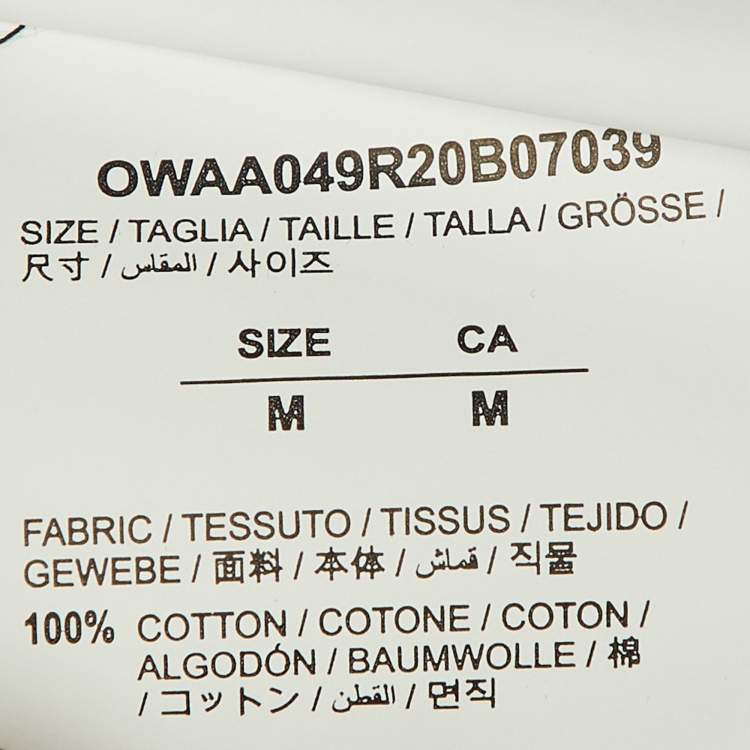 OWAA049R20B07039
SIZE / TAGLIA / TAILLE / TALLA / GRÖSSE /
尺寸 / المقاس / 사이즈
SIZE CA
M M
FABRIC / TESSUTO / TISSUS / TEJIDO /
GEWEBE / 面料 / 本体 / قماش / 직물
100% COTTON / COTONE / COTON /
ALGODÓN / BAUMWOLLE / 棉
/ コットン / القطن / 면직